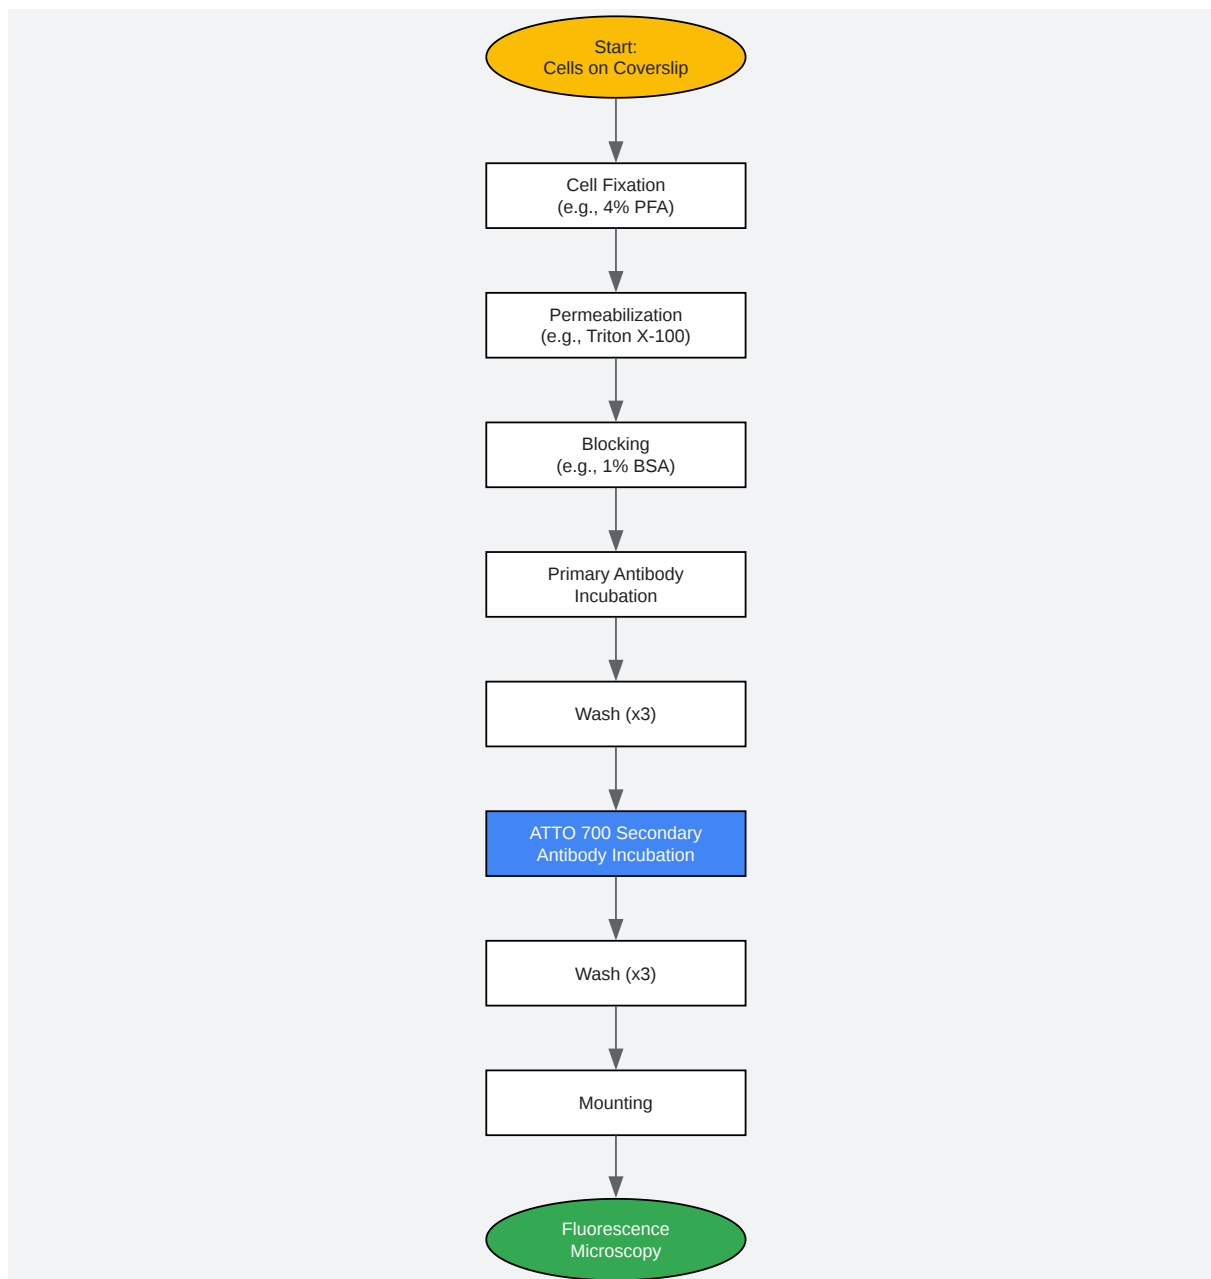 Start:
Cells on Coverslip
Cell Fixation
(e.g., 4% PFA)
Permeabilization
(e.g., Triton X-100)
Blocking
(e.g., 1% BSA)
Primary Antibody
Incubation
Wash (x3)
ATTO 700 Secondary
Antibody Incubation
Wash (x3)
Mounting
Fluorescence
Microscopy